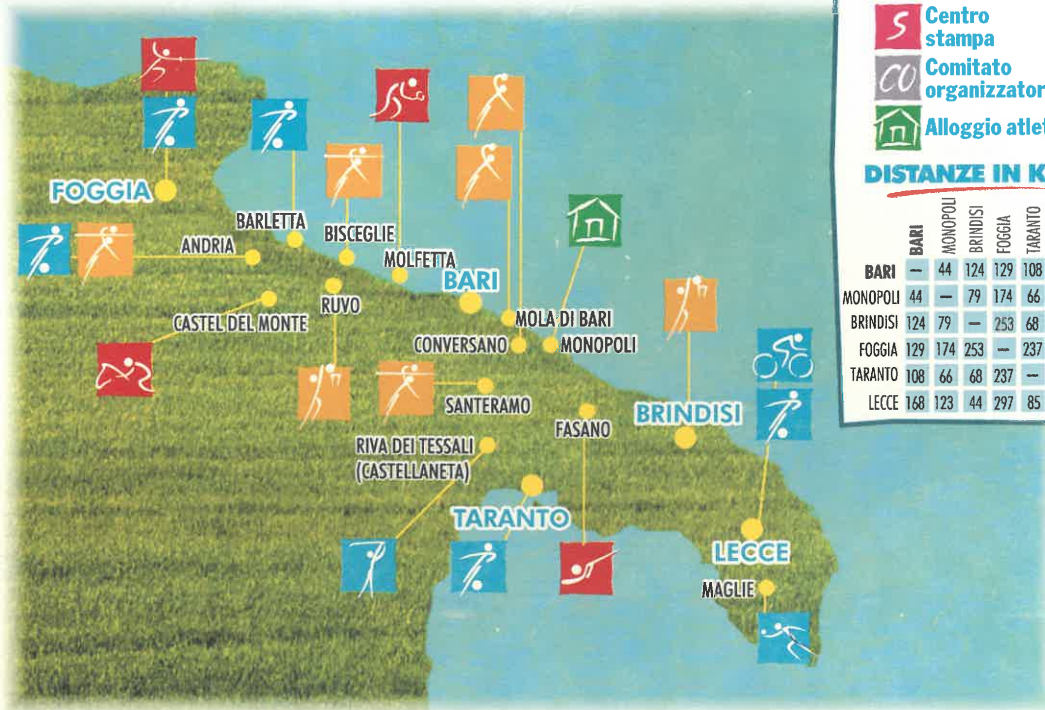 S Centro
stampa
CO Comitato
organizzator
Alloggio atlet
DISTANZE IN K
BARI MONOPOLI BRINDISI FOGGIA TARANTO
BARI — 44 124 129 108
MONOPOLI 44 — 79 174 66
BRINDISI 124 79 — 253 68
FOGGIA 129 174 253 — 237
TARANTO 108 66 68 237 —
LECCE 168 123 44 297 85
FOGGIA
BARLETTA
BISCEGLIE
ANDRIA
MOLFETTA
BARI
RUVO
CASTEL DEL MONTE
MOLA DI BARI
CONVERSANO
MONOPOLI
SANTERAMO
FASANO
BRINDISI
RIVA DEI TESSALI
(CASTELLANETA)
TARANTO
LECCE
MAGLIE